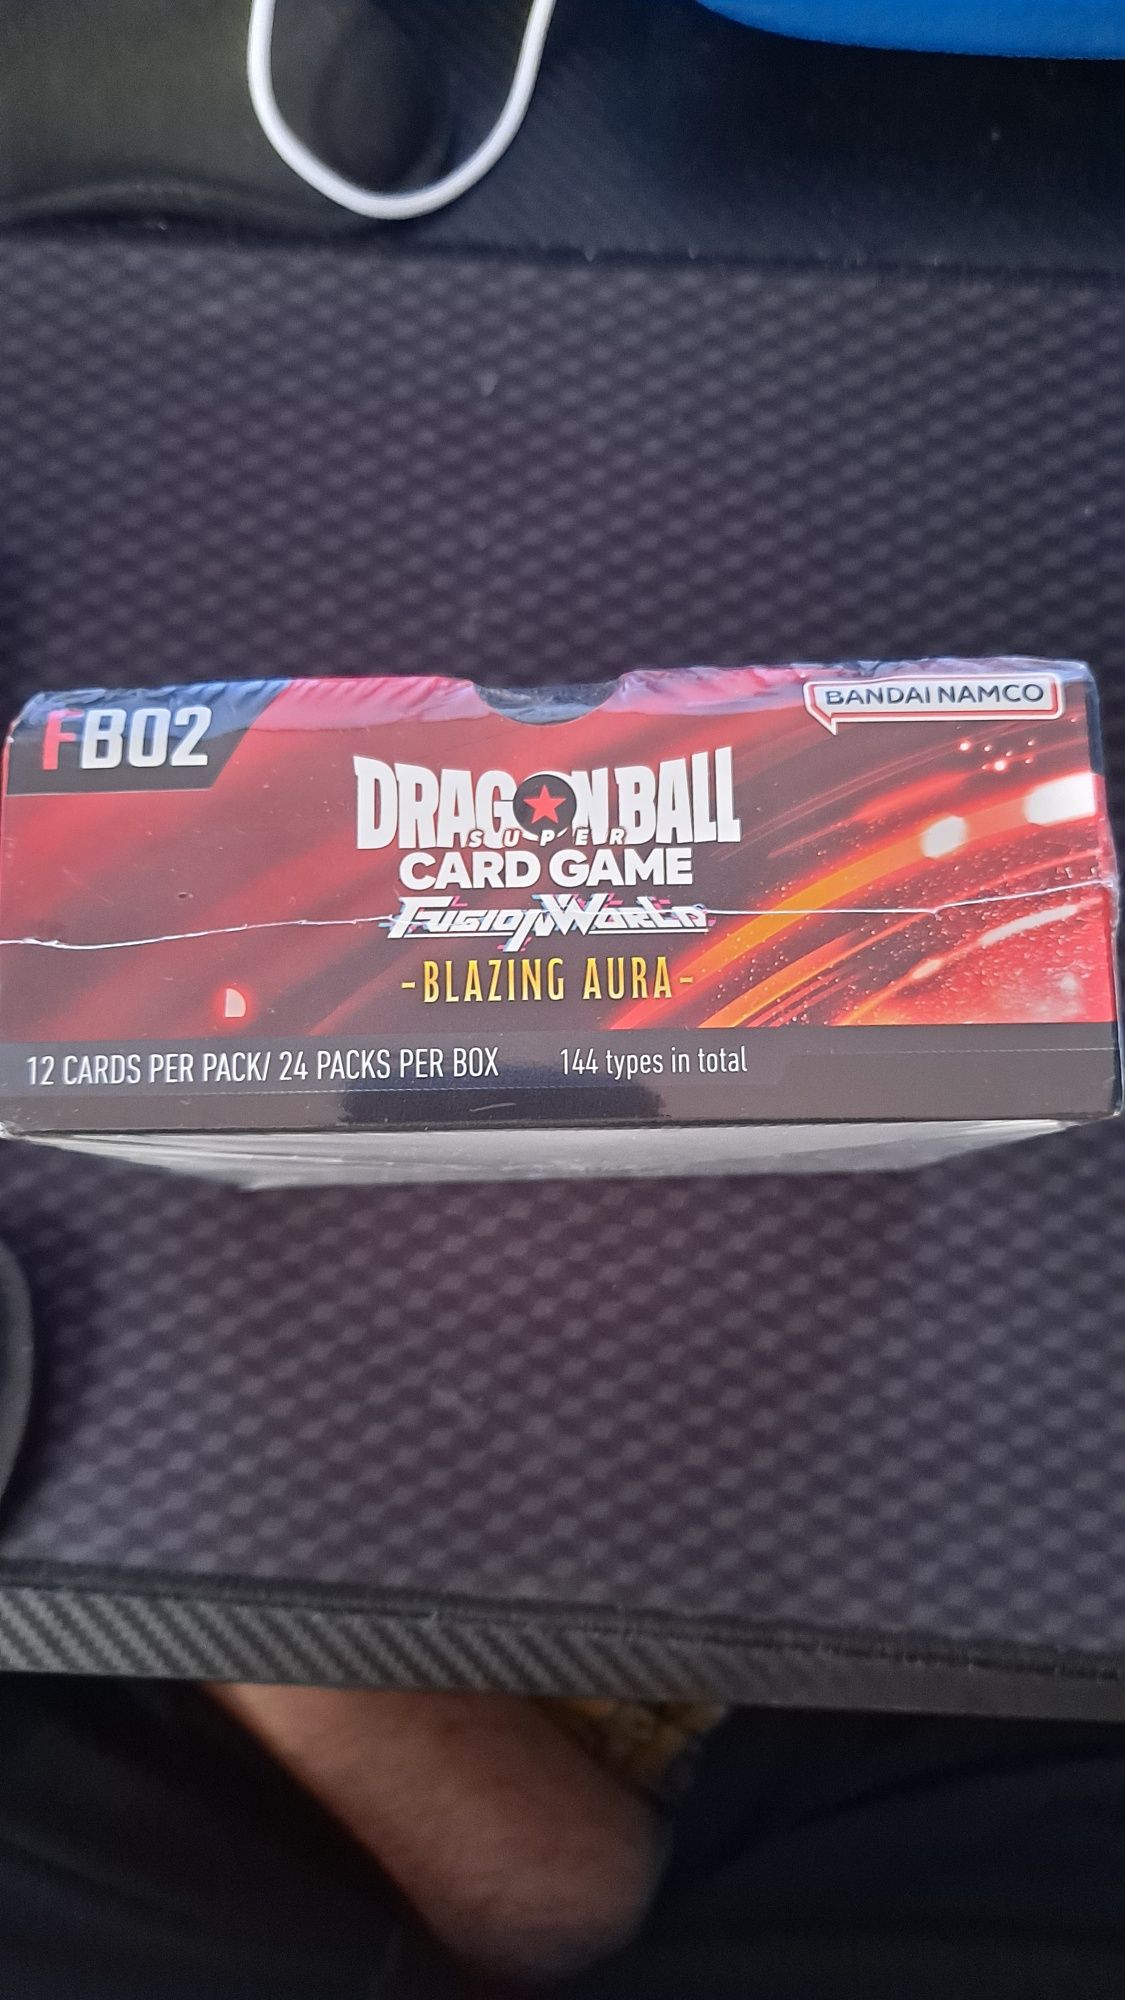 FB02
BANDAI NAMCO
DRAGON BALL
SUPER
CARD GAME
FUSION WORLD
-BLAZING AURA-
12 CARDS PER PACK/ 24 PACKS PER BOX
144 types in total